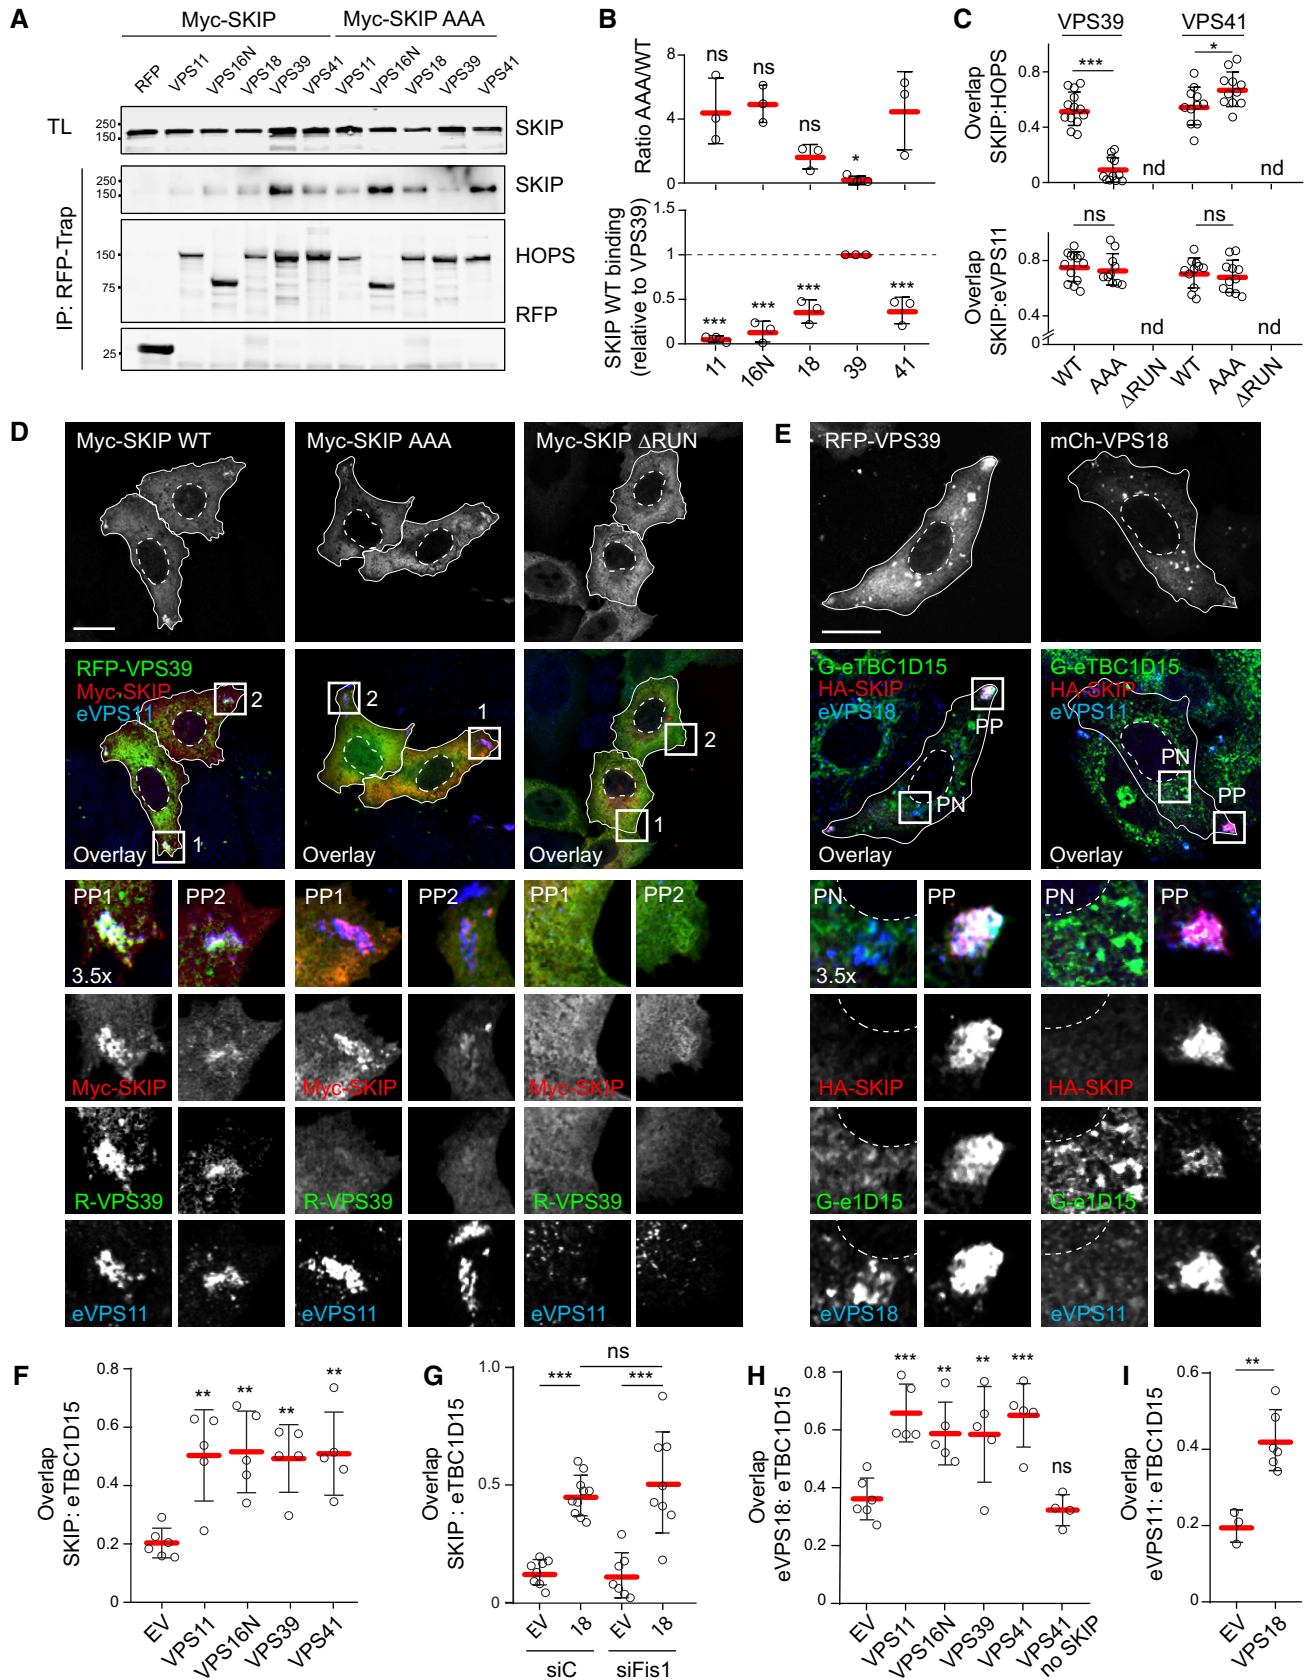 A
Myc-SKIP
Myc-SKIP AAA
RFP
VPS11
VPS16N
VPS18
VPS39
VPS41
VPS11
VPS16N
VPS18
VPS39
VPS41
TL
250
150
SKIP
IP: RFP-Trap
250
150
SKIP
150
HOPS
75
RFP
25
B
Ratio AAA/WT
8
4
0
ns
ns
ns
*
SKIP WT binding
(relative to VPS39)
1.5
1
0.5
0
***
***
***
***
11
16N
18
39
41
C
VPS39
VPS41
Overlap
SKIP:HOPS
0.8
0.4
0
***
*
nd
nd
Overlap
SKIP:eVPS11
0.8
0.4
0
ns
ns
nd
nd
WT
AAA
ΔRUN
WT
AAA
ΔRUN
D
Myc-SKIP WT
Myc-SKIP AAA
Myc-SKIP ΔRUN
RFP-VPS39
Myc-SKIP
eVPS11
2
1
Overlay
2
1
Overlay
2
1
Overlay
PP1
3.5x
PP2
PP1
PP2
PP1
PP2
Myc-SKIP
Myc-SKIP
Myc-SKIP
R-VPS39
R-VPS39
R-VPS39
eVPS11
eVPS11
eVPS11
E
RFP-VPS39
mCh-VPS18
G-eTBC1D15
HA-SKIP
eVPS18
PP
PN
Overlay
G-eTBC1D15
HA-SKIP
eVPS11
PN
PP
Overlay
PN
3.5x
PP
PN
PP
HA-SKIP
HA-SKIP
G-e1D15
G-e1D15
eVPS18
eVPS11
F
Overlap
SKIP: eTBC1D15
0.8
0.6
0.4
0.2
0
**
**
**
**
EV
VPS11
VPS16N
VPS39
VPS41
G
Overlap
SKIP : eTBC1D15
1.0
0.5
0
ns
***
***
EV
18
EV
18
siC
siFis1
H
Overlap
eVPS18: eTBC1D15
0.8
0.6
0.4
0.2
0
***
**
**
***
ns
EV
VPS11
VPS16N
VPS39
VPS41
VPS41
no SKIP
I
Overlap
eVPS11: eTBC1D15
0.6
0.4
0.2
0
**
EV
VPS18